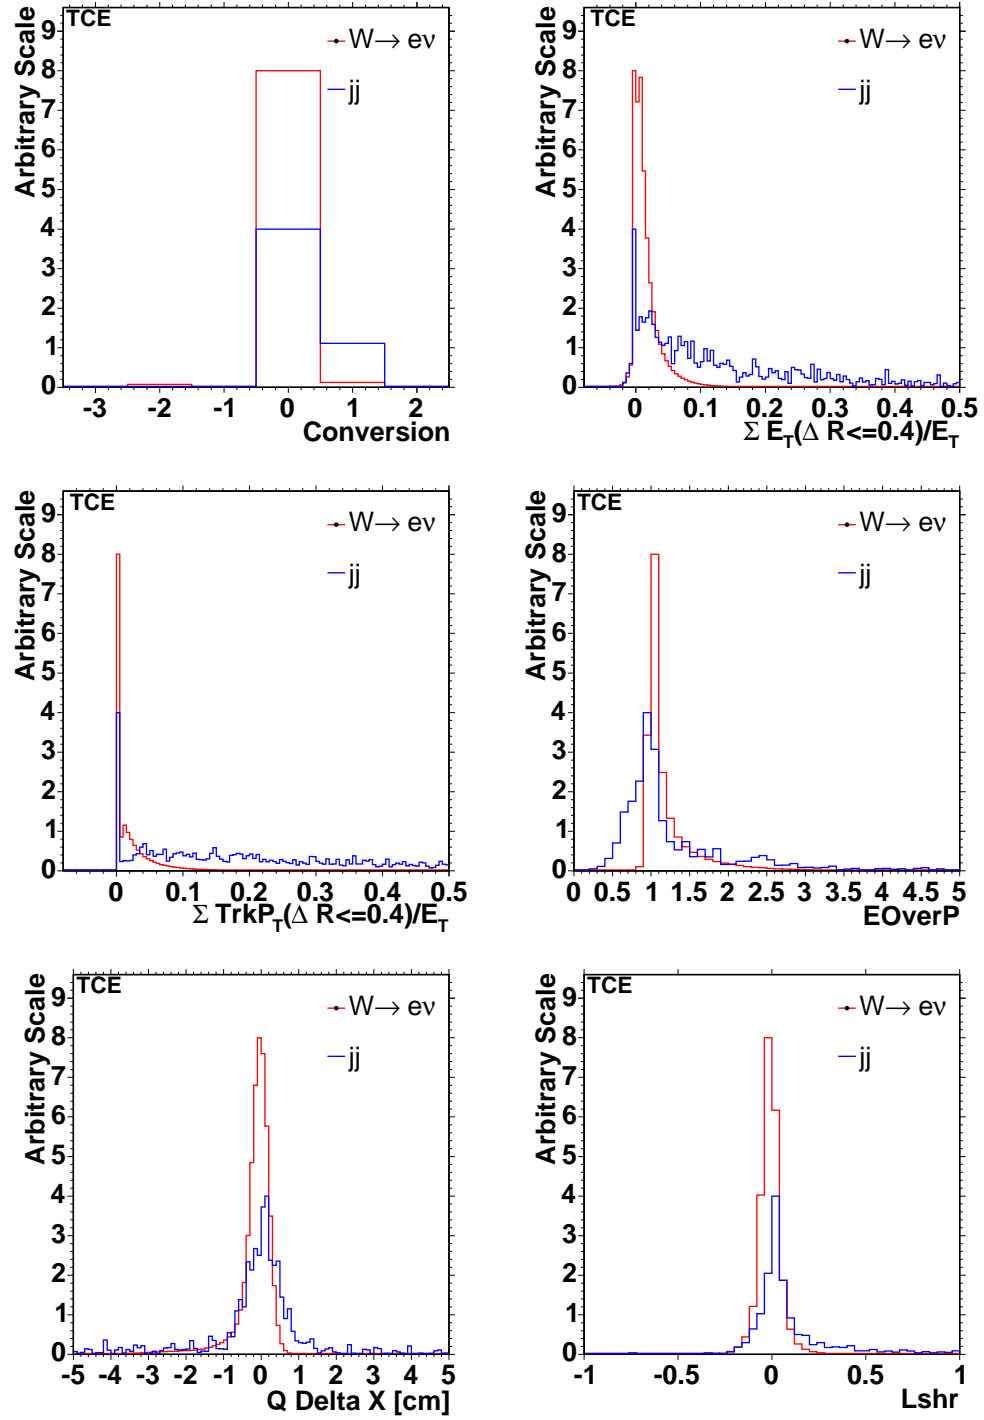 TCE
Arbitrary Scale
W→ eν
jj
9
8
7
6
5
4
3
2
1
0
-3 -2 -1 0 1 2
Conversion
TCE
Arbitrary Scale
W→ eν
jj
9
8
7
6
5
4
3
2
1
0
0 0.1 0.2 0.3 0.4 0.5
Σ E_T(Δ R<=0.4)/E_T
TCE
Arbitrary Scale
W→ eν
jj
9
8
7
6
5
4
3
2
1
0
0 0.1 0.2 0.3 0.4 0.5
Σ TrkP_T(Δ R<=0.4)/E_T
TCE
Arbitrary Scale
W→ eν
jj
9
8
7
6
5
4
3
2
1
0
0 0.5 1 1.5 2 2.5 3 3.5 4 4.5 5
EOverP
TCE
Arbitrary Scale
W→ eν
jj
9
8
7
6
5
4
3
2
1
0
-5 -4 -3 -2 -1 0 1 2 3 4 5
Q Delta X [cm]
TCE
Arbitrary Scale
W→ eν
jj
9
8
7
6
5
4
3
2
1
0
-1 -0.5 0 0.5 1
Lshr